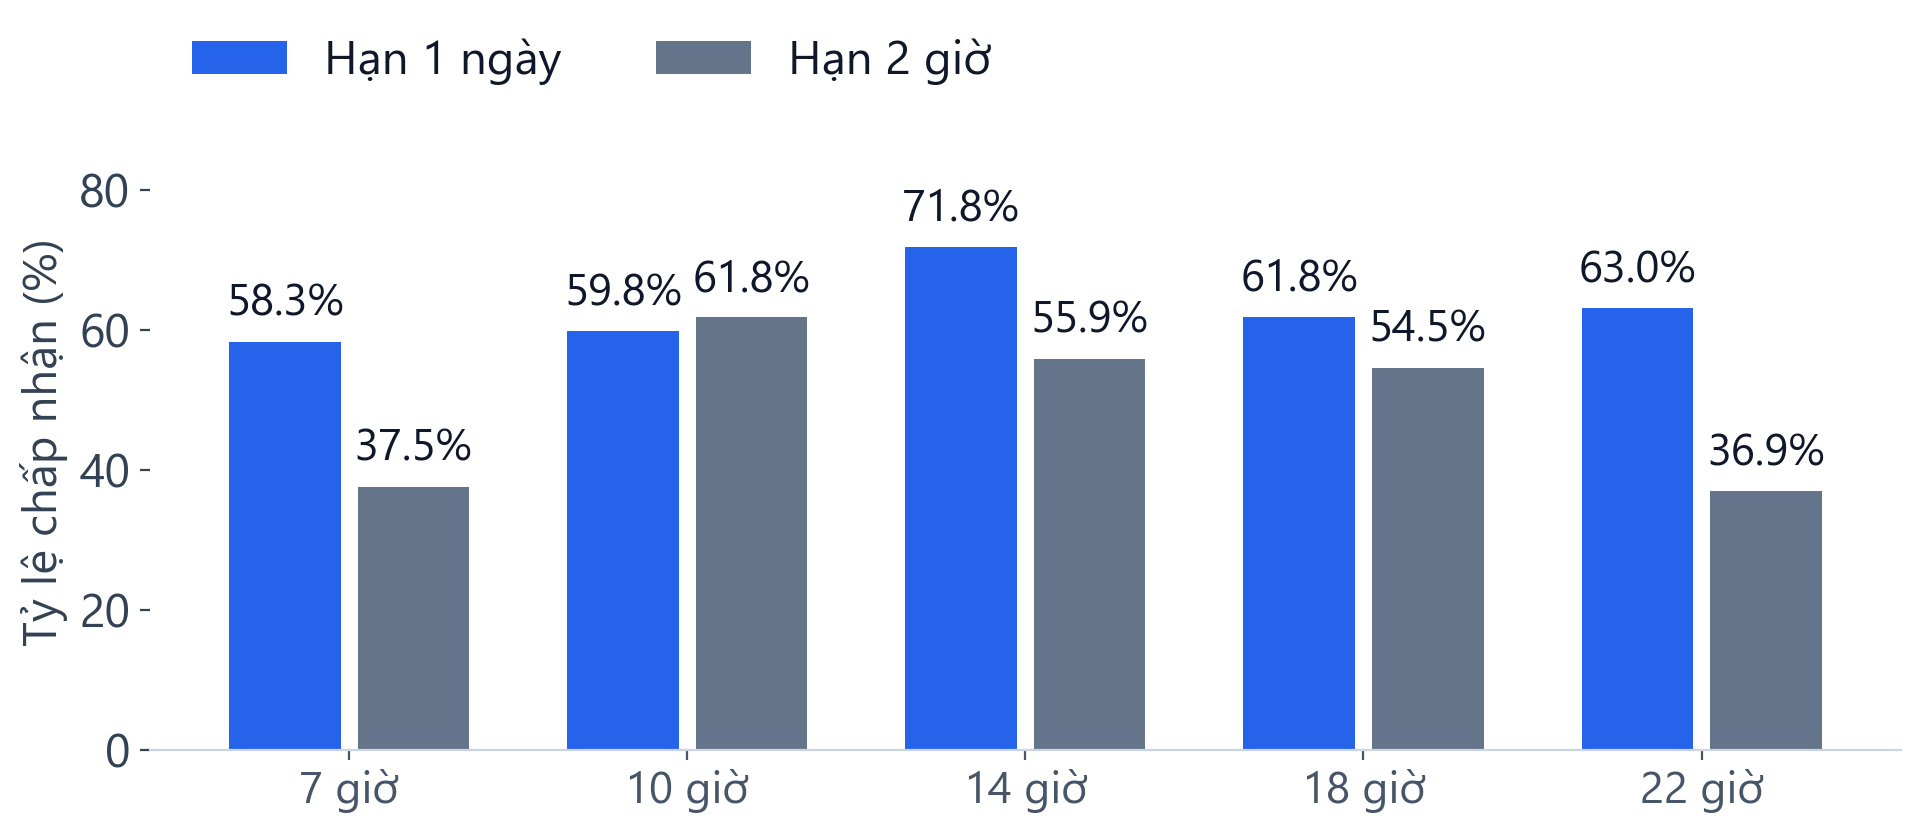 Hạn 1 ngày
Hạn 2 giờ
Tỷ lệ chấp nhận (%)
80
60
40
20
0
58.3%
37.5%
59.8%
61.8%
71.8%
55.9%
61.8%
54.5%
63.0%
36.9%
7 giờ
10 giờ
14 giờ
18 giờ
22 giờ